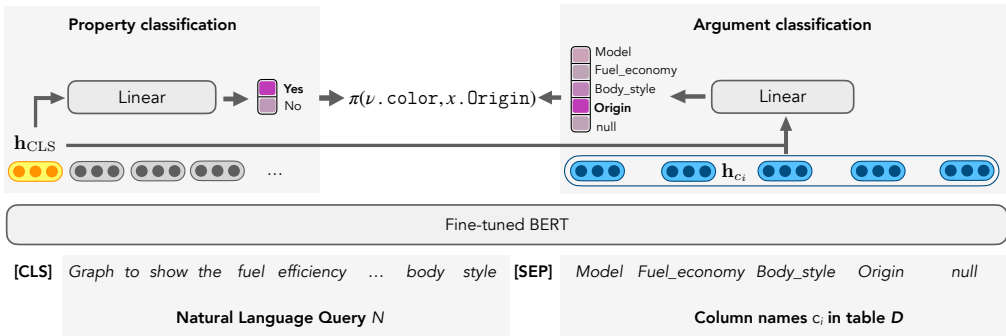 Property classification
Argument classification
Linear
Yes
No
π(ν.color,x.Origin)
Model
Fuel_economy
Body_style
Origin
null
Linear
h_CLS
...
h_{c_i}
Fine-tuned BERT
[CLS] Graph to show the fuel efficiency ... body style [SEP] Model Fuel_economy Body_style Origin null
Natural Language Query N
Column names c_i in table D